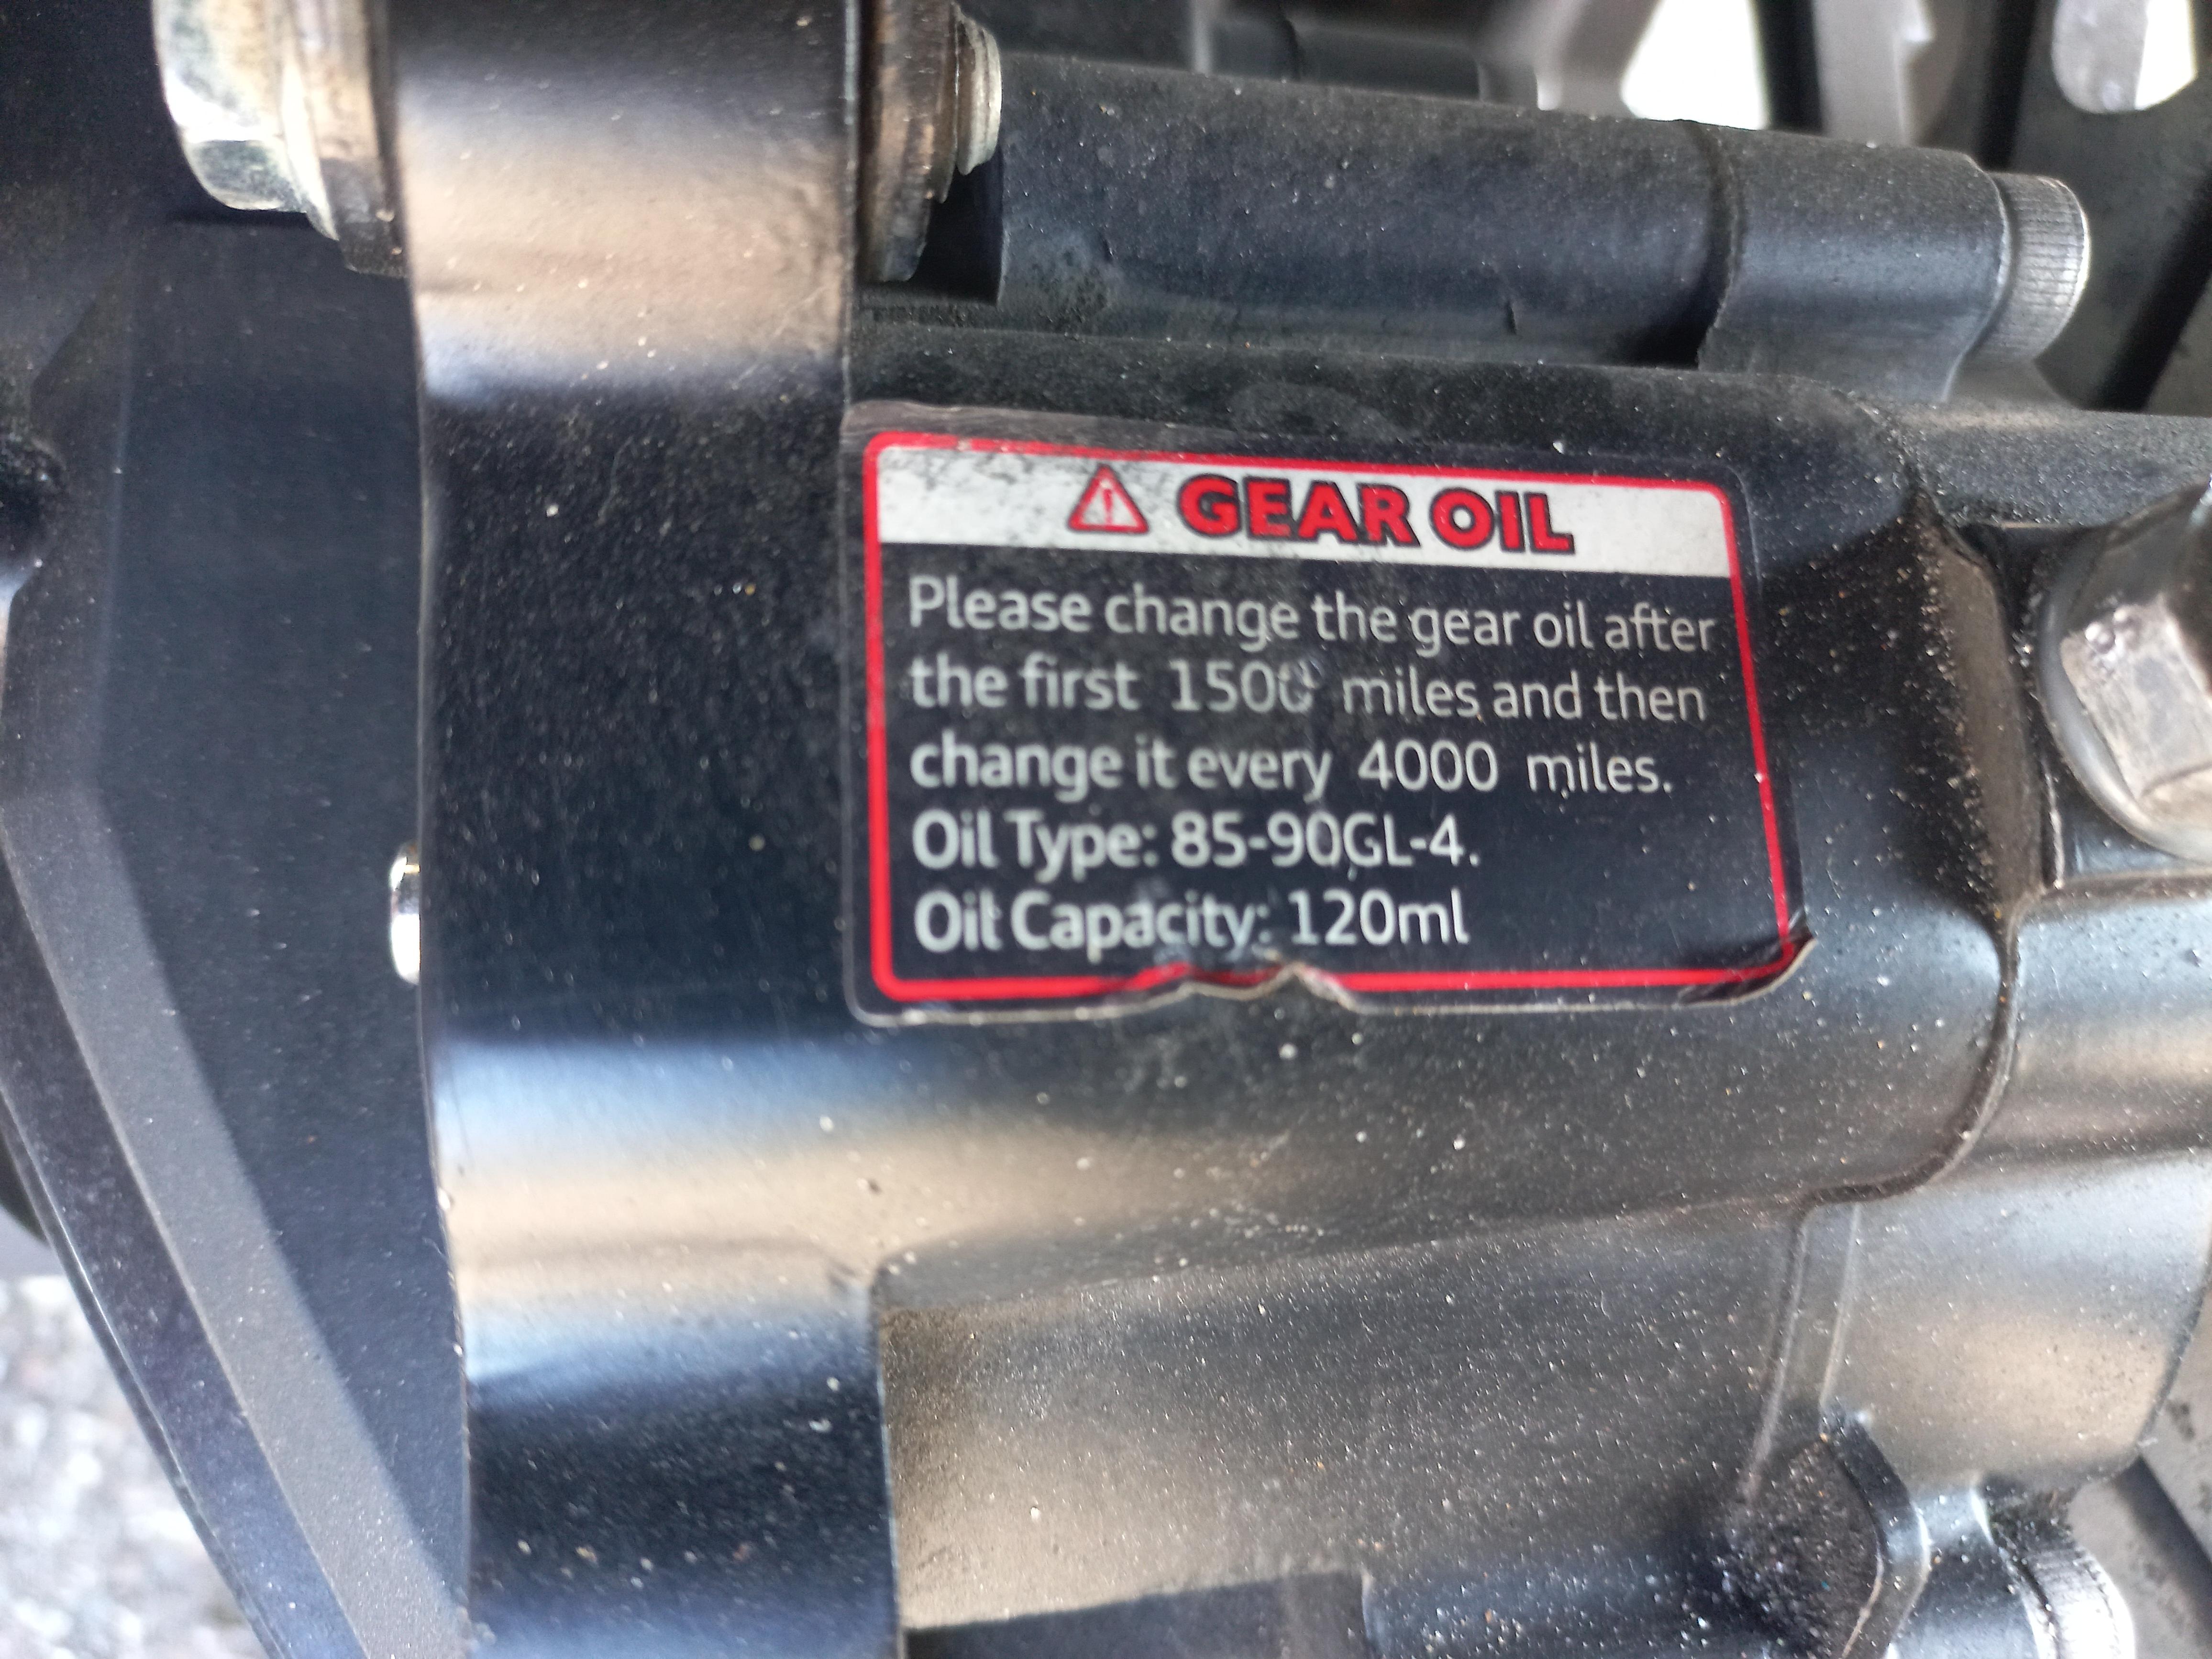 GEAR OIL
Please change the gear oil after
the first 1500 miles and then
change it every 4000 miles.
Oil Type: 85-90GL-4.
Oil Capacity: 120ml